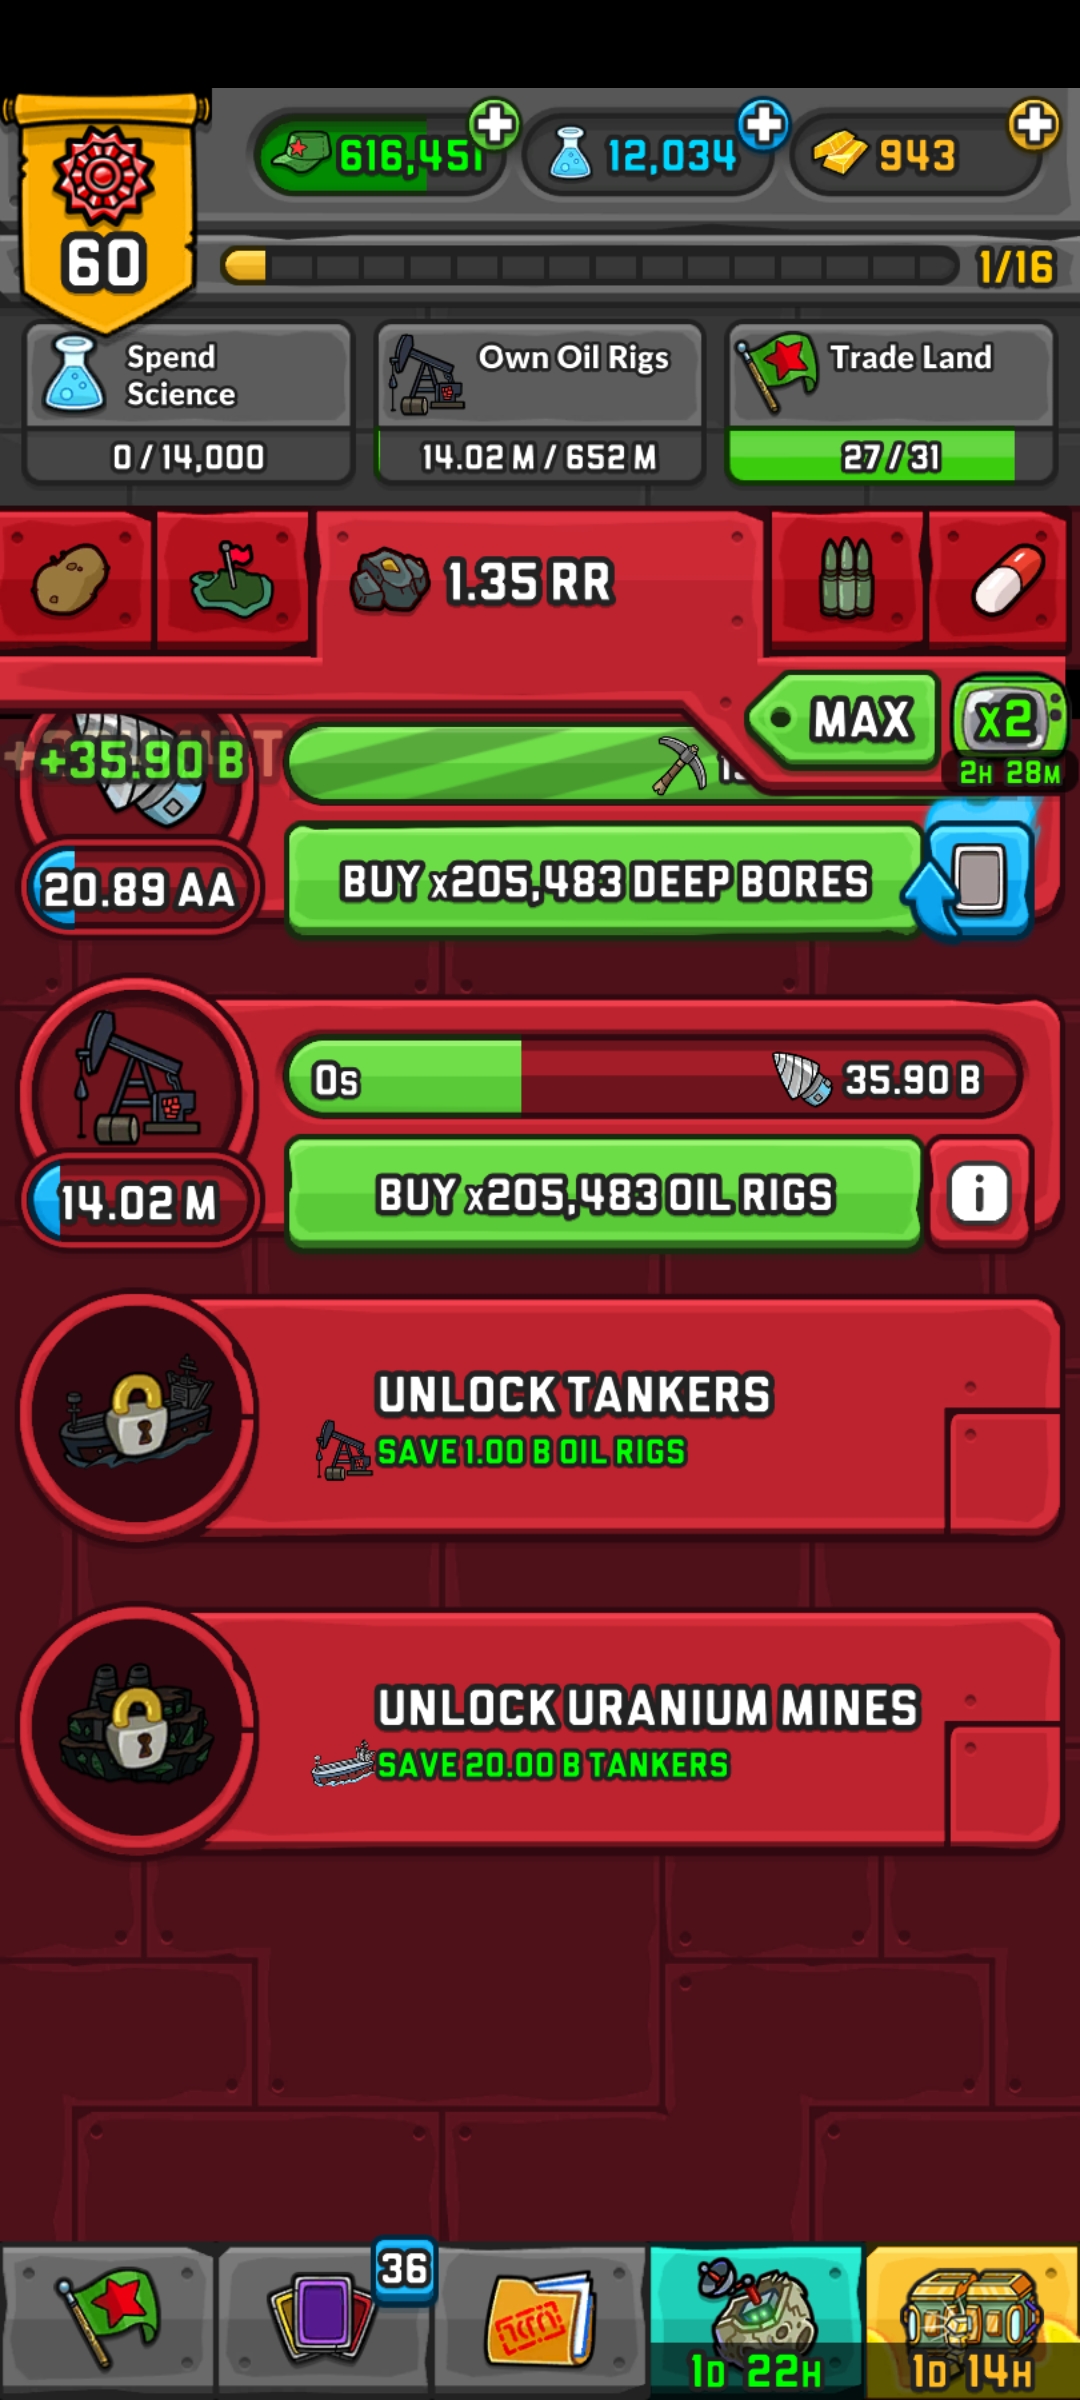 616,451
12,034
943
60
1/16
Spend
Science
0/14,000
Own Oil Rigs
14.02 M / 652 M
Trade Land
27/31
1.35 RR
MAX
x2
2H 28M
+35.90 B
20.89 AA
BUY x205,483 DEEP BORES
0s
35.90 B
14.02 M
BUY x205,483 OIL RIGS
i
UNLOCK TANKERS
SAVE 1.00 B OIL RIGS
UNLOCK URANIUM MINES
SAVE 20.00 B TANKERS
36
1D 22H
1D 14H